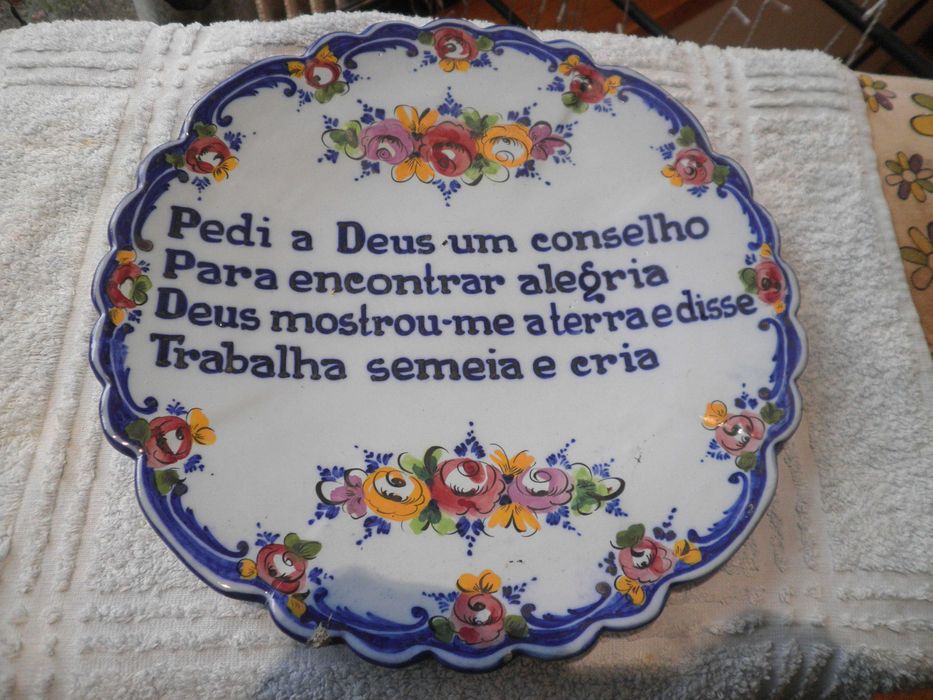 Pedi a Deus um conselho
Para encontrar alegria
Deus mostrou-me a terra e disse
Trabalha semeia e cria